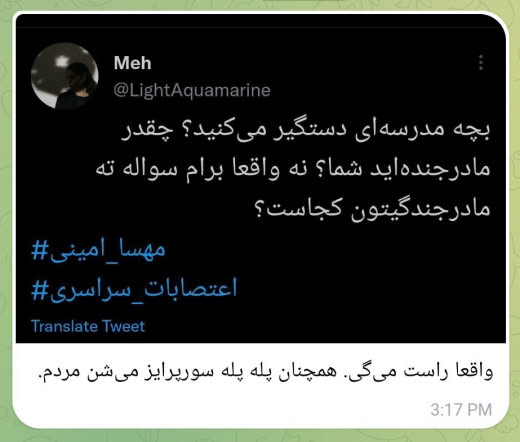 Meh
@LightAquamarine
بچه مدرسه‌ای دستگیر می‌کنید؟ چقدر
مادرجنده‌اید شما؟ نه واقعا برام سواله ته
مادرجندگیتون کجاست؟
#مهسا_امینی
#اعتصابات_سراسری
Translate Tweet
واقعا راست می‌گی. همچنان پله پله سورپرایز می‌شن مردم.
3:17 PM